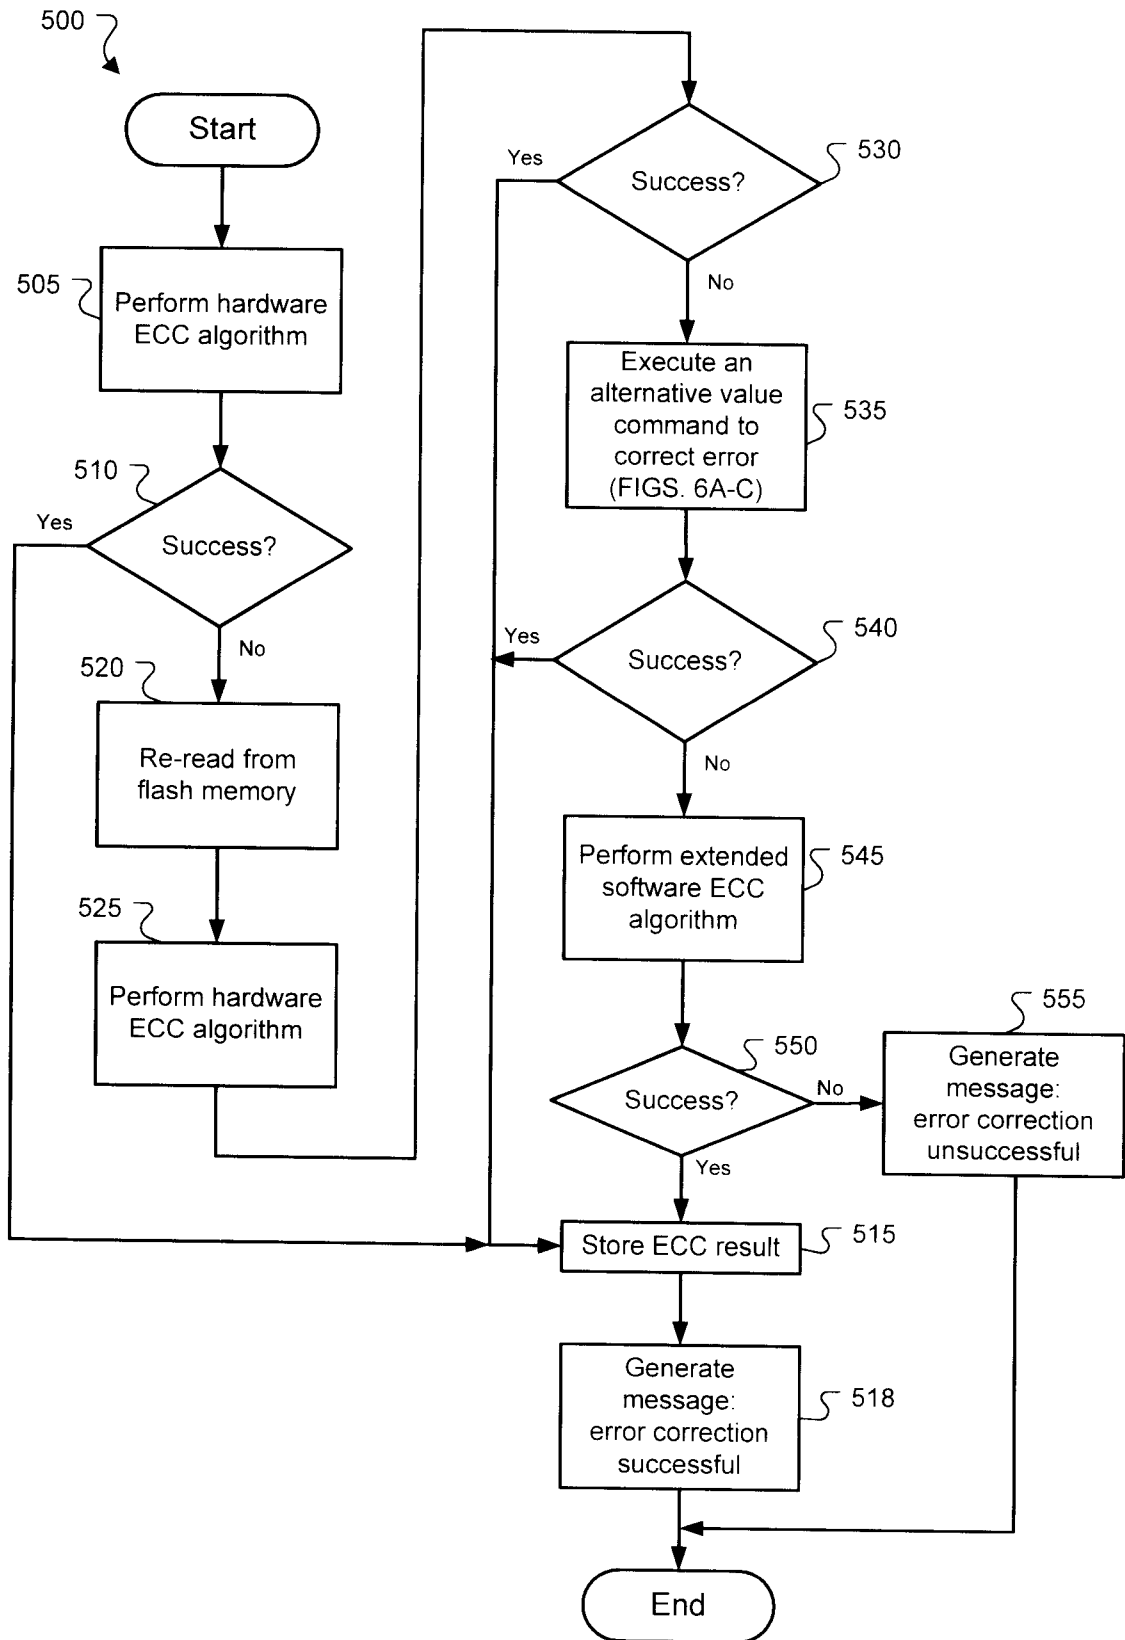 500
Start
505
Perform hardware
ECC algorithm
510
Yes
Success?
No
520
Re-read from
flash memory
525
Perform hardware
ECC algorithm
530
Yes
Success?
No
Execute an
alternative value
command to
correct error
(FIGS. 6A-C)
535
540
Yes
Success?
No
Perform extended
software ECC
algorithm
545
550
Success?
No
Yes
555
Generate
message:
error correction
unsuccessful
Store ECC result
515
Generate
message:
error correction
successful
518
End